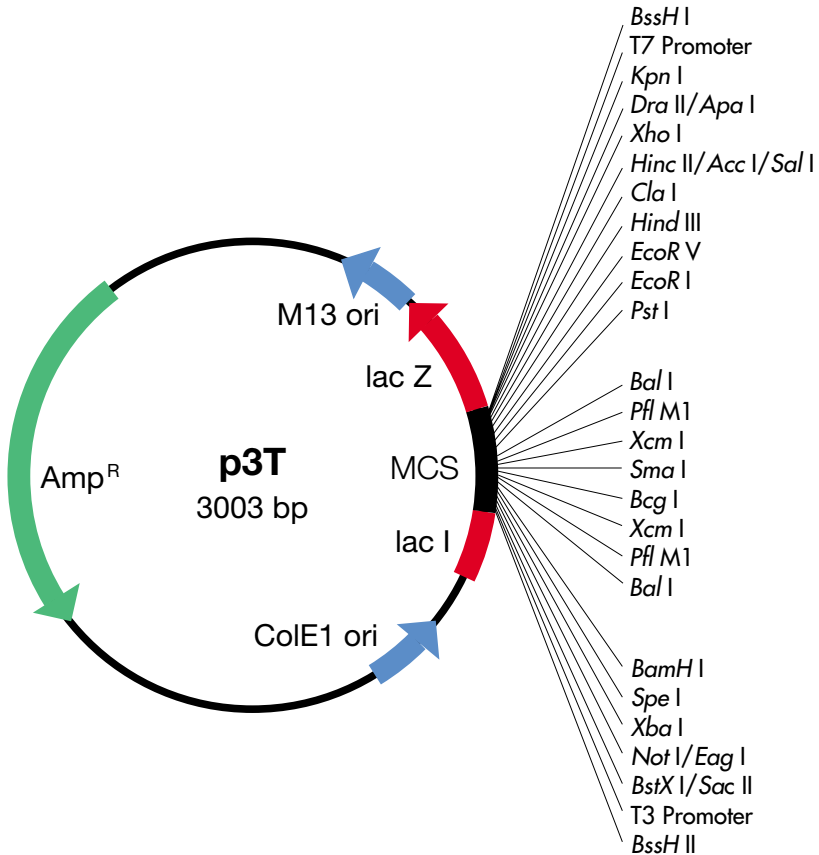 BssH I
T7 Promoter
Kpn I
Dra II/Apa I
Xho I
Hinc II/Acc I/Sal I
Cla I
Hind III
EcoR V
EcoR I
Pst I
Bal I
Pfl M1
Xcm I
Sma I
Bcg I
Xcm I
Pfl M1
Bal I
BamH I
Spe I
Xba I
Not I/Eag I
BstX I/Sac II
T3 Promoter
BssH II
M13 ori
lac Z
MCS
lac I
ColE1 ori
Amp R
p3T
3003 bp